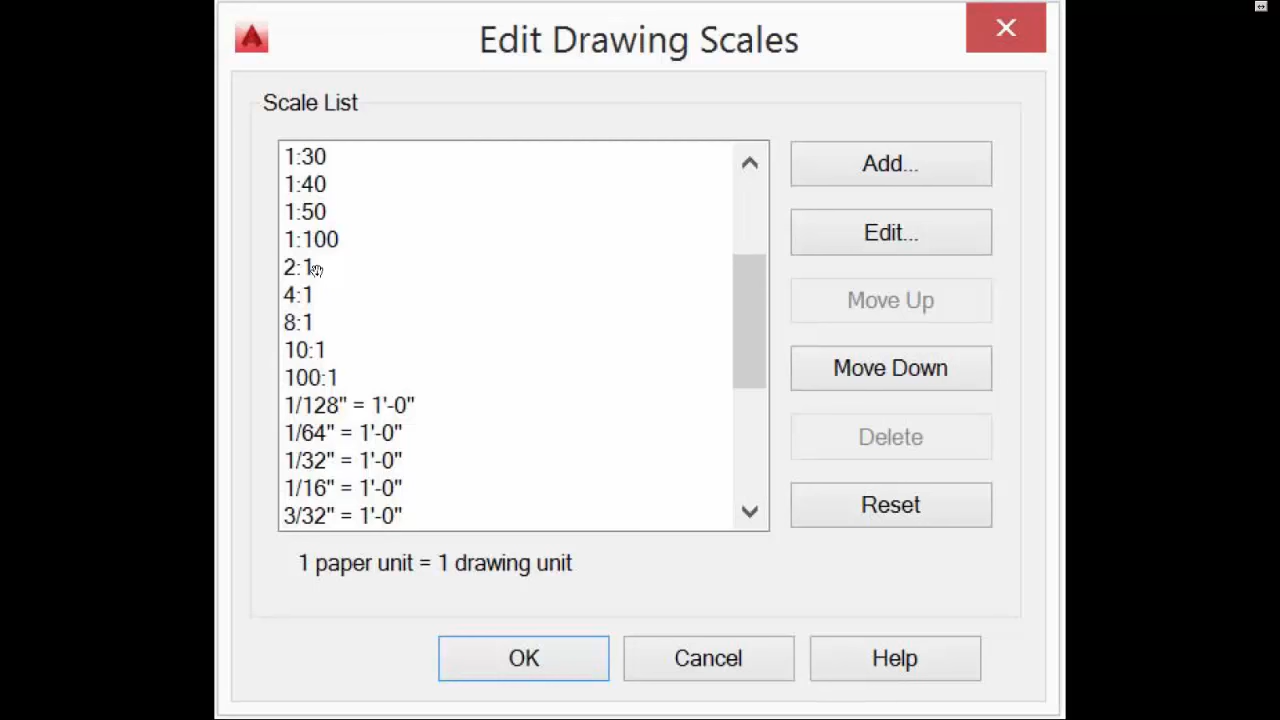 Edit Drawing Scales
Scale List
1:30
1:40
1:50
1:100
2:1
4:1
8:1
10:1
100:1
1/128" = 1'-0"
1/64" = 1'-0"
1/32" = 1'-0"
1/16" = 1'-0"
3/32" = 1'-0"
Add...
Edit...
Move Up
Move Down
Delete
Reset
1 paper unit = 1 drawing unit
OK
Cancel
Help